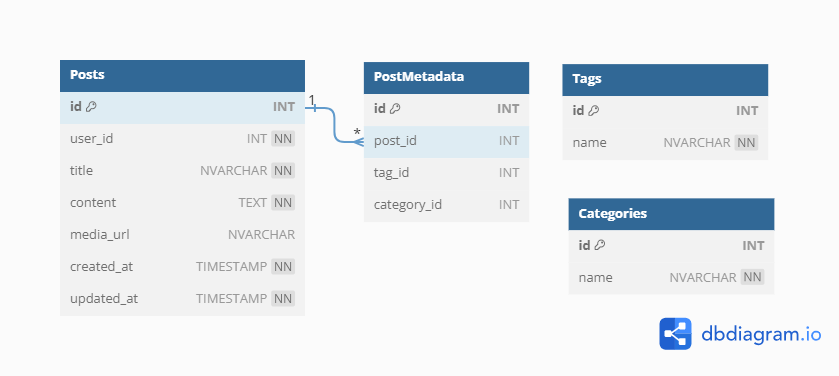 Posts
id INT
user_id INT NN
title NVARCHAR NN
content TEXT NN
media_url NVARCHAR
created_at TIMESTAMP NN
updated_at TIMESTAMP NN
1
*
PostMetadata
id INT
post_id INT
tag_id INT
category_id INT
Tags
id INT
name NVARCHAR NN
Categories
id INT
name NVARCHAR NN
dbdiagram.io